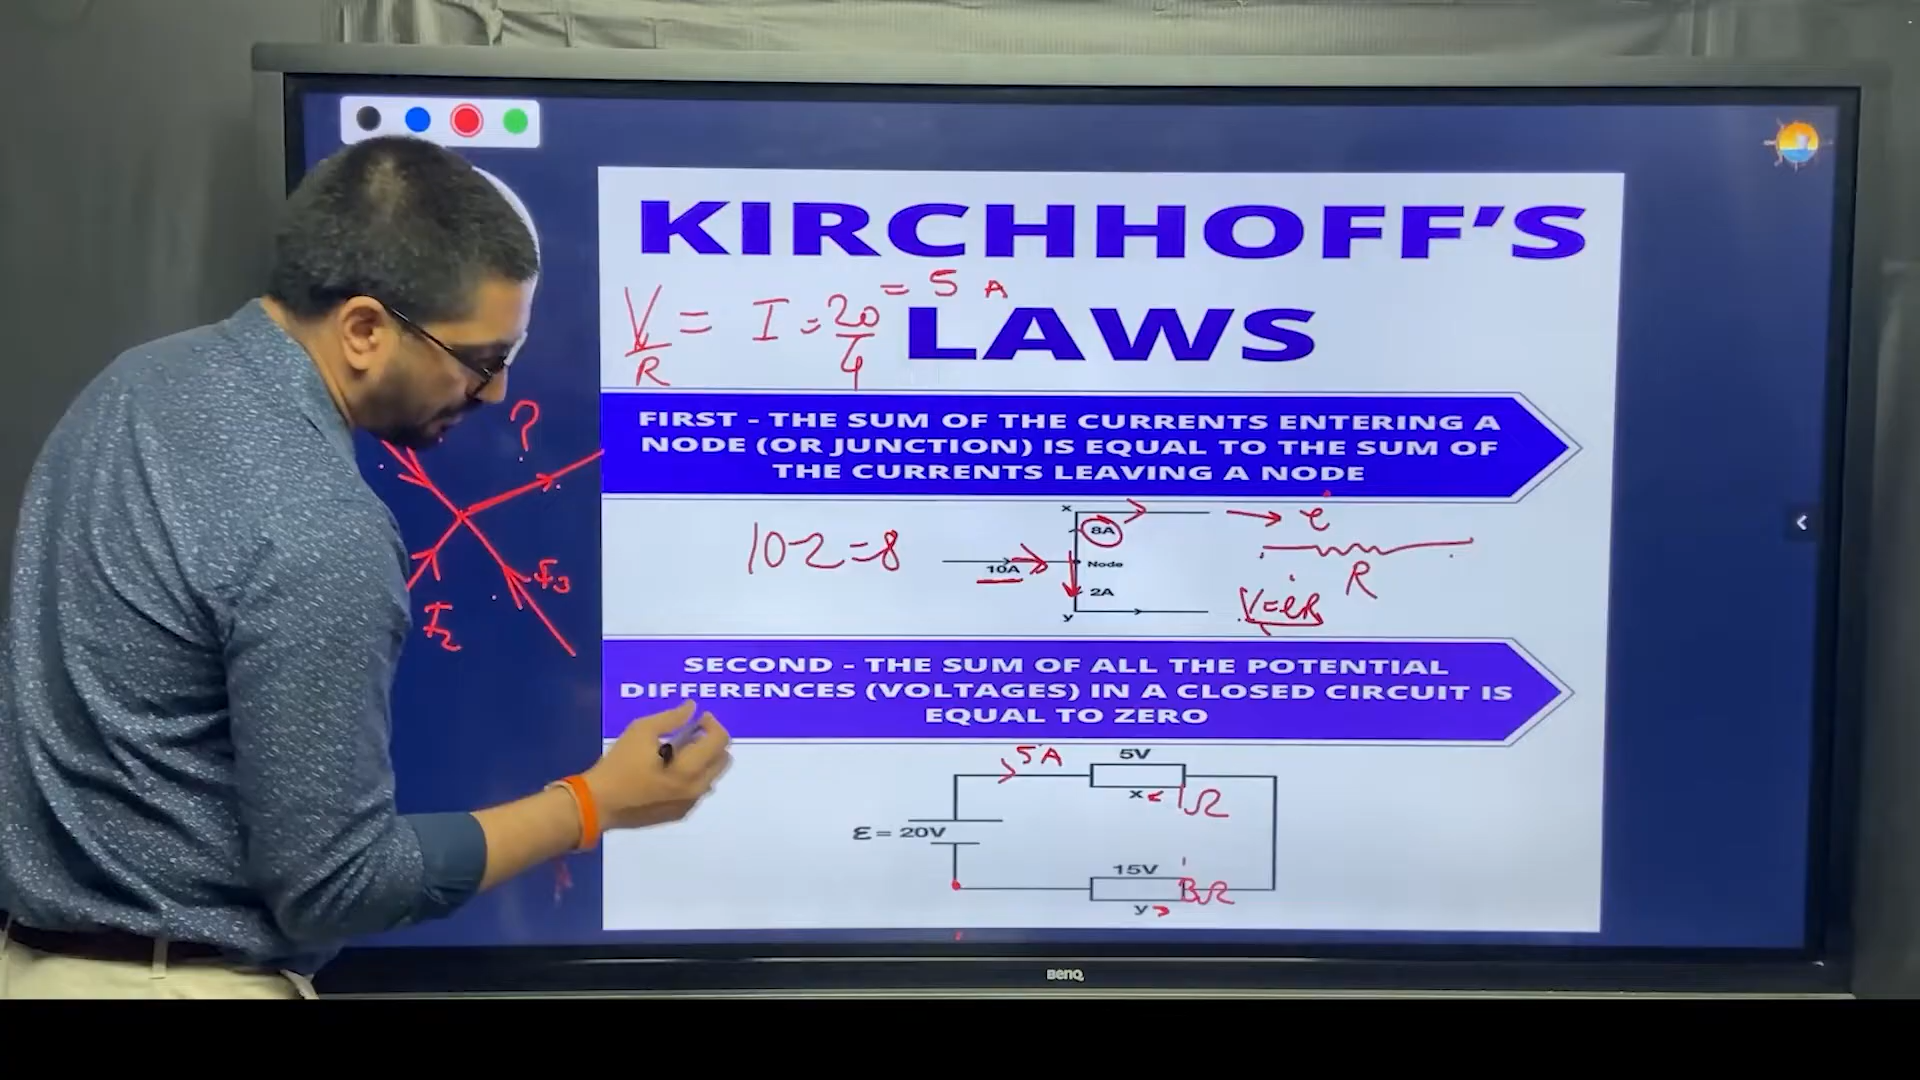 KIRCHHOFF'S
LAWS
V/R = I = 20/4 = 5 A
FIRST - THE SUM OF THE CURRENTS ENTERING A
NODE (OR JUNCTION) IS EQUAL TO THE SUM OF
THE CURRENTS LEAVING A NODE
?
I2
I3
10-2=8
x
8A
10A
Node
2A
y
e
R
V=eR
SECOND - THE SUM OF ALL THE POTENTIAL
DIFFERENCES (VOLTAGES) IN A CLOSED CIRCUIT IS
EQUAL TO ZERO
5A
5V
x
1Ω
Ɛ = 20V
15V
3Ω
y
BenQ